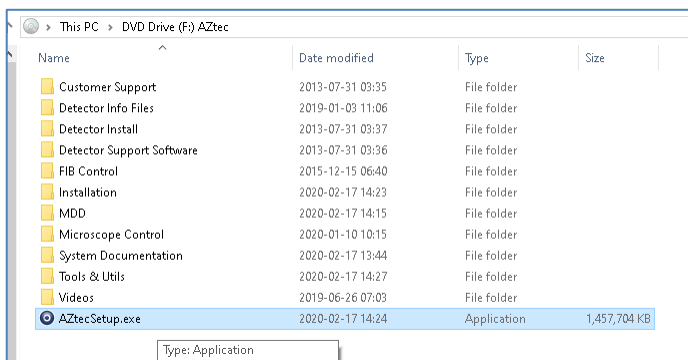 This PC > DVD Drive (F:) AZtec
Name Date modified Type Size
Customer Support 2013-07-31 03:35 File folder
Detector Info Files 2019-01-03 11:06 File folder
Detector Install 2013-07-31 03:37 File folder
Detector Support Software 2013-07-31 03:36 File folder
FIB Control 2015-12-15 06:40 File folder
Installation 2020-02-17 14:23 File folder
MDD 2020-02-17 14:15 File folder
Microscope Control 2020-01-10 10:15 File folder
System Documentation 2020-02-17 13:44 File folder
Tools & Utils 2020-02-17 14:27 File folder
Videos 2019-06-26 07:03 File folder
AZtecSetup.exe 2020-02-17 14:24 Application 1,457,704 KB
Type: Application